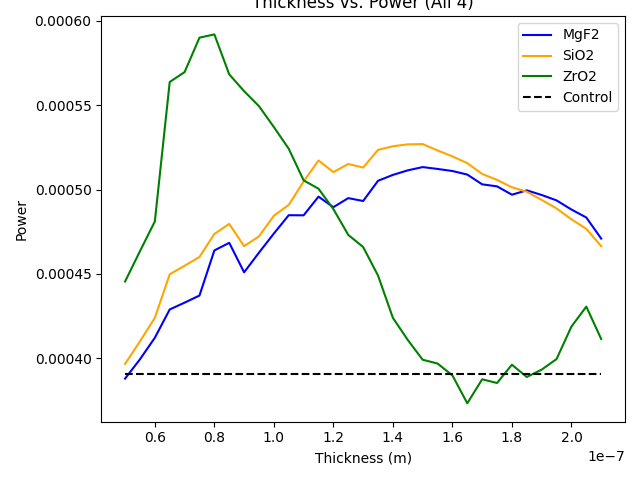 Thickness vs. Power (All 4)
0.00060
0.00055
0.00050
0.00045
0.00040
Power
MgF2
SiO2
ZrO2
Control
0.6 0.8 1.0 1.2 1.4 1.6 1.8 2.0
1e−7
Thickness (m)